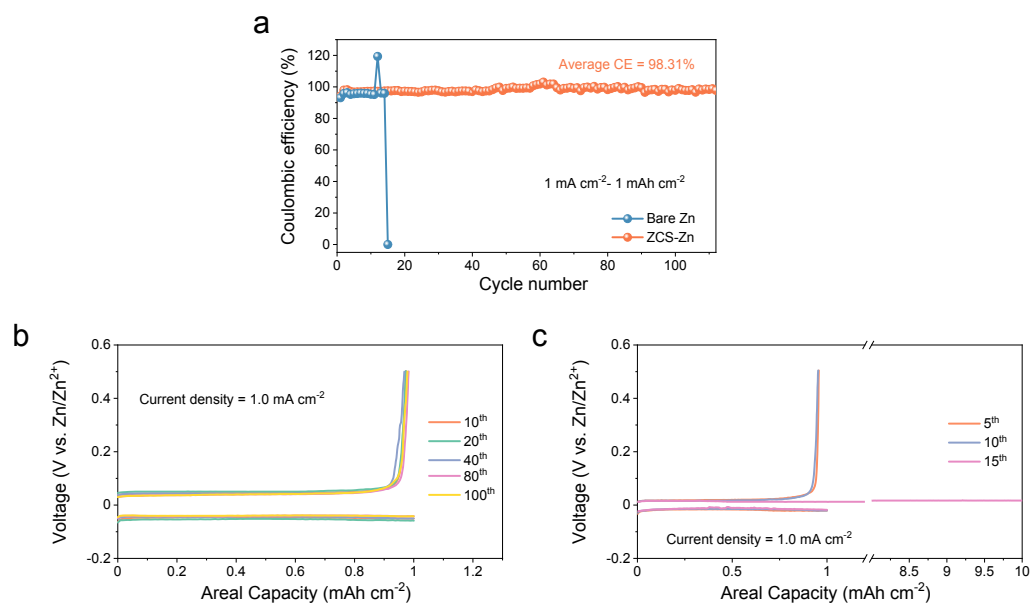 a
Coulombic efficiency (%)
120
100
80
60
40
20
0
Average CE = 98.31%
1 mA cm⁻²- 1 mAh cm⁻²
Bare Zn
ZCS-Zn
0
20
40
60
80
100
Cycle number
b
Voltage (V vs. Zn/Zn²⁺)
0.6
0.4
0.2
0
-0.2
Current density = 1.0 mA cm⁻²
10ᵗʰ
20ᵗʰ
40ᵗʰ
80ᵗʰ
100ᵗʰ
0
0.2
0.4
0.6
0.8
1
1.2
Areal Capacity (mAh cm⁻²)
c
Voltage (V vs. Zn/Zn²⁺)
0.6
0.4
0.2
0
-0.2
5ᵗʰ
10ᵗʰ
15ᵗʰ
Current density = 1.0 mA cm⁻²
0
0.5
1
8.5
9
9.5
10
Areal Capacity (mAh cm⁻²)